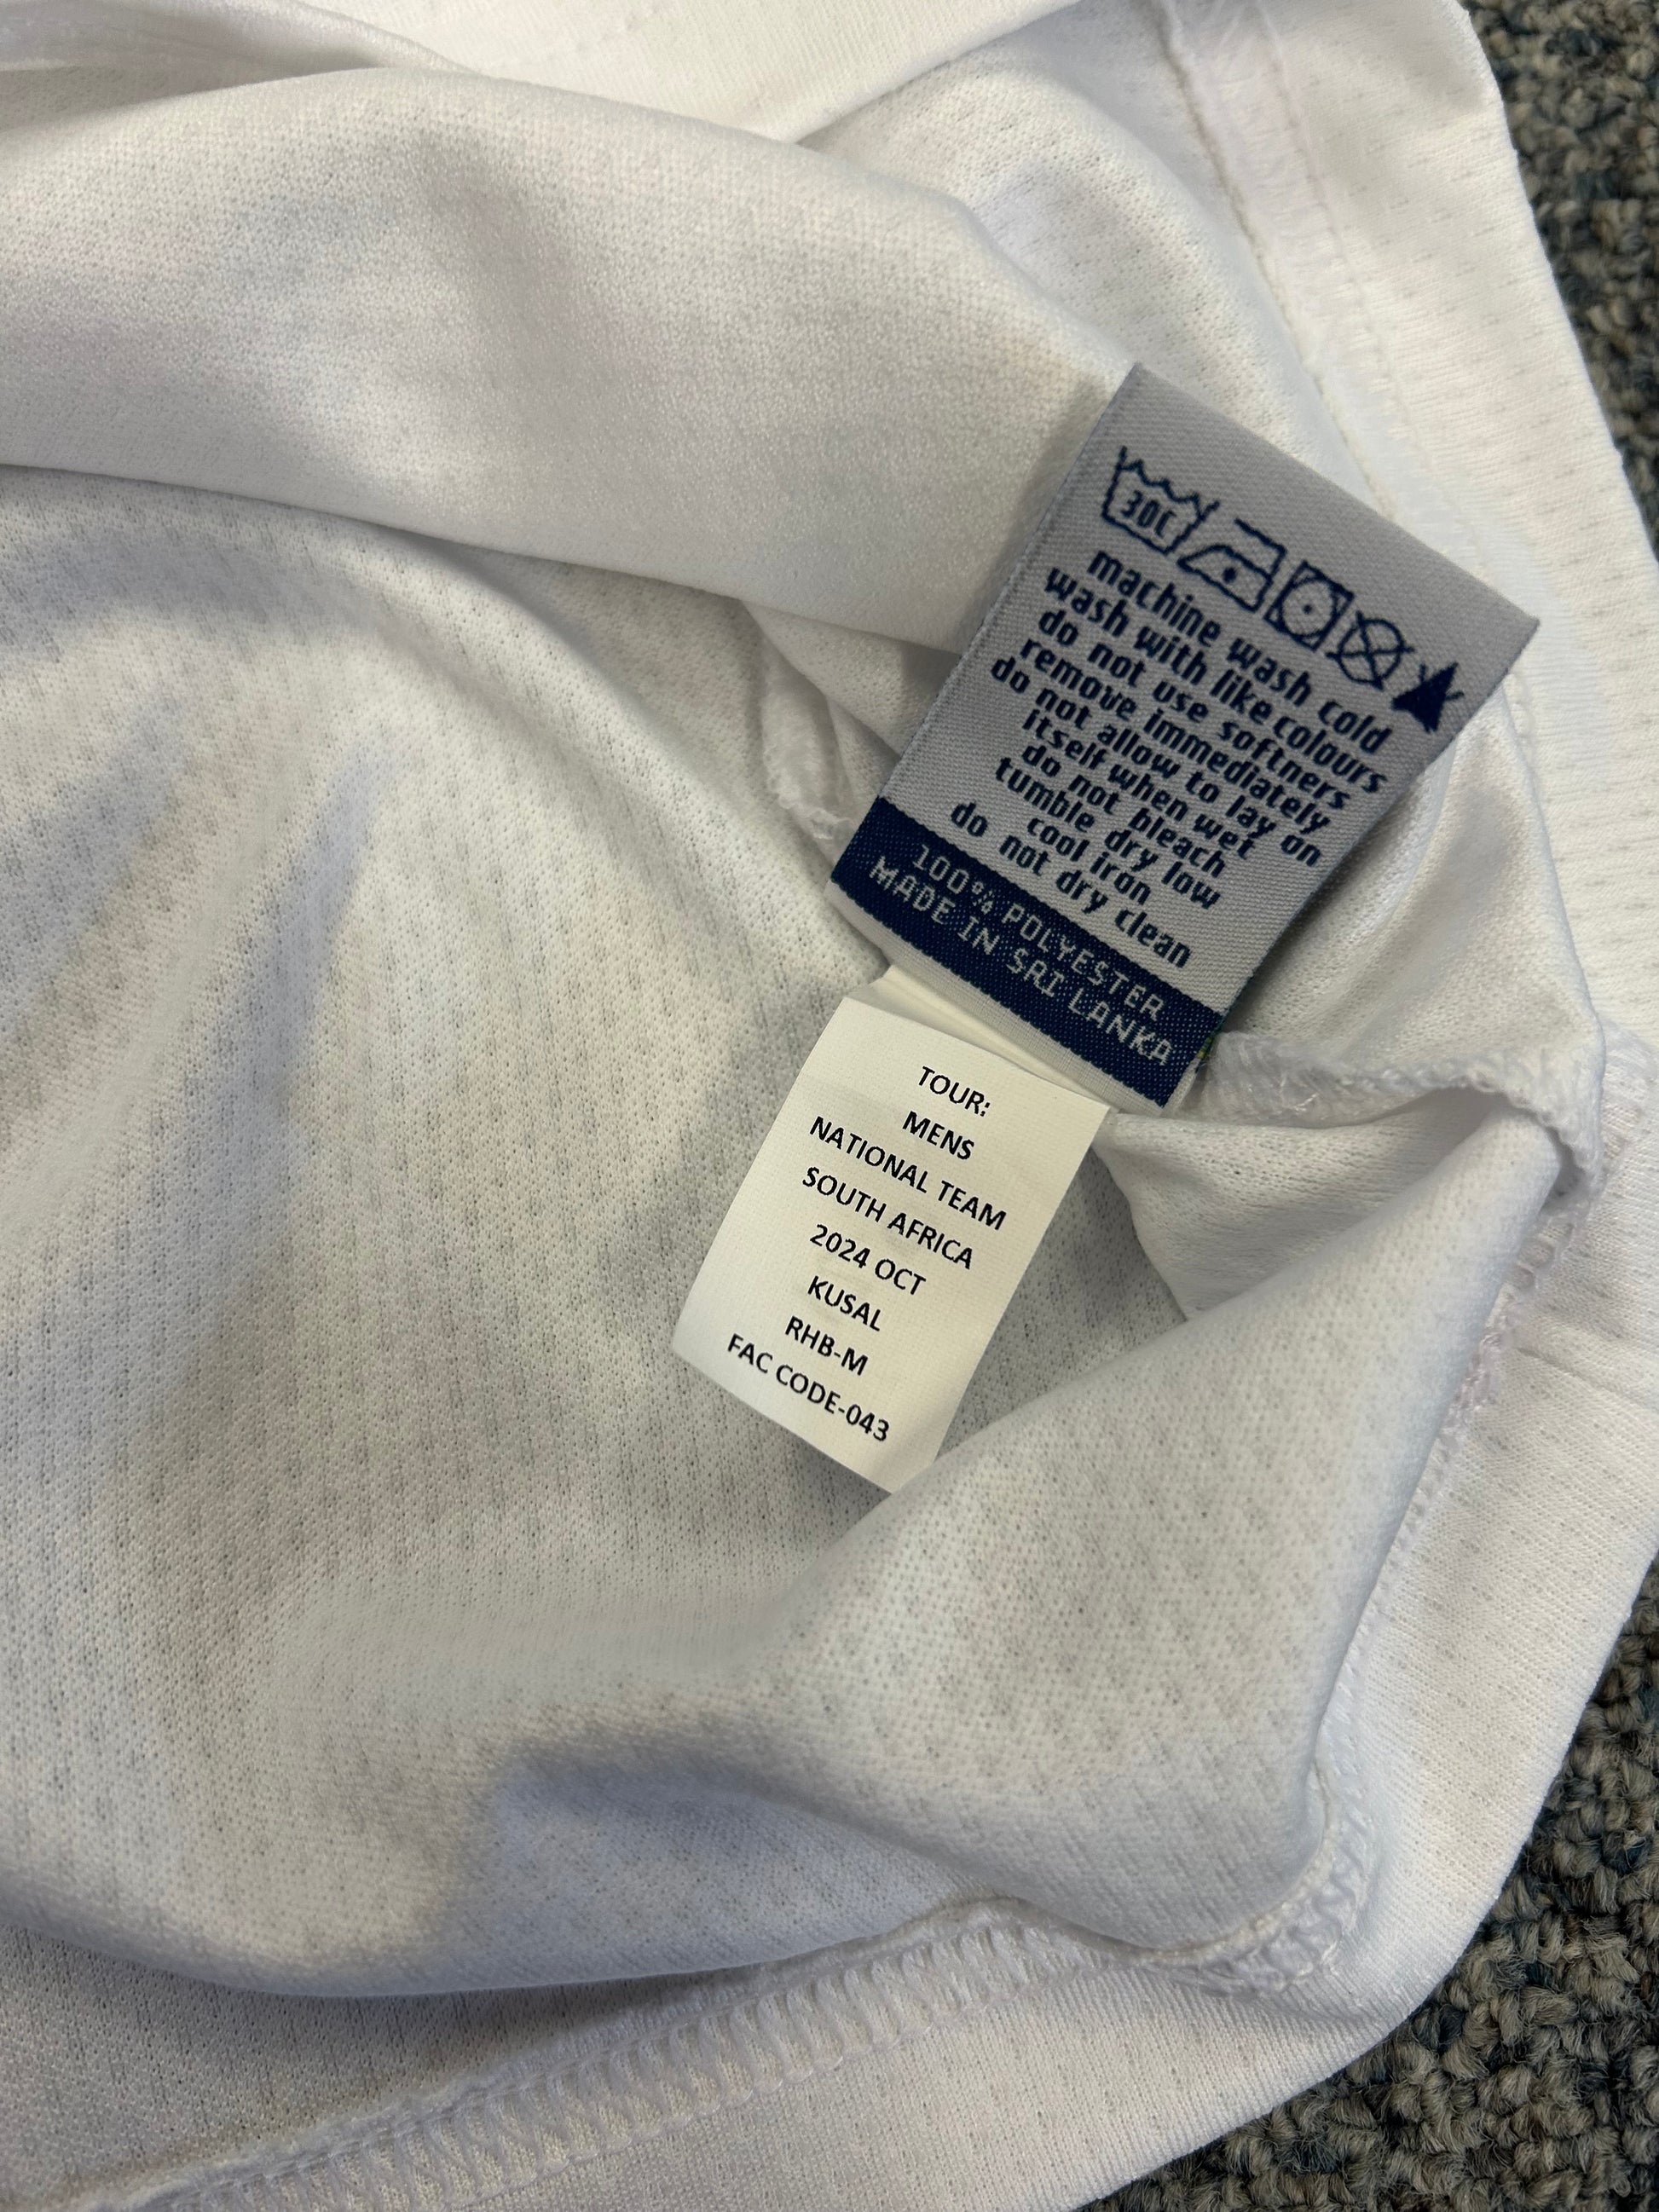 30C
machine wash cold
wash with like colours
do not use softners
remove immediately
do not allow to lay on
itself when wet
do not bleach
tumble dry low
cool iron
do not dry clean
100% POLYESTER
MADE IN SRI LANKA
TOUR:
MENS
NATIONAL TEAM
SOUTH AFRICA
2024 OCT
KUSAL
RHB-M
FAC CODE-043